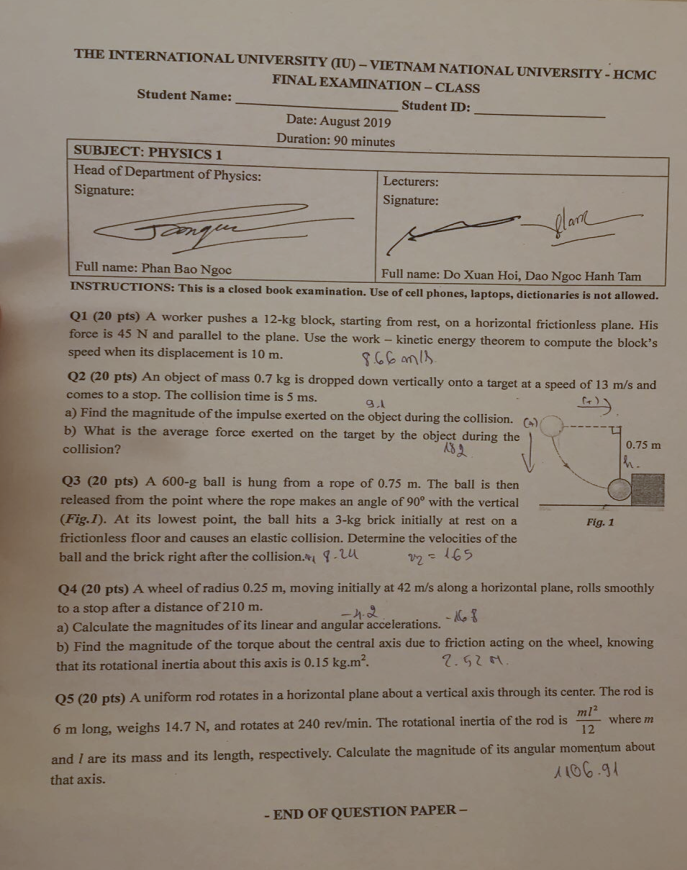 THE INTERNATIONAL UNIVERSITY (IU) – VIETNAM NATIONAL UNIVERSITY - HCMC
FINAL EXAMINATION – CLASS
Student Name: Student ID:
Date: August 2019
Duration: 90 minutes
SUBJECT: PHYSICS 1
Head of Department of Physics:
Signature:
Full name: Phan Bao Ngoc
Lecturers:
Signature:
Full name: Do Xuan Hoi, Dao Ngoc Hanh Tam
INSTRUCTIONS: This is a closed book examination. Use of cell phones, laptops, dictionaries is not allowed.
Q1 (20 pts) A worker pushes a 12-kg block, starting from rest, on a horizontal frictionless plane. His
force is 45 N and parallel to the plane. Use the work – kinetic energy theorem to compute the block's
speed when its displacement is 10 m. 8.66 m/s
Q2 (20 pts) An object of mass 0.7 kg is dropped down vertically onto a target at a speed of 13 m/s and
comes to a stop. The collision time is 5 ms.
9.1
a) Find the magnitude of the impulse exerted on the object during the collision. (+)
(+)
b) What is the average force exerted on the target by the object during the
collision? 182
0.75 m
h.
Fig. 1
Q3 (20 pts) A 600-g ball is hung from a rope of 0.75 m. The ball is then
released from the point where the rope makes an angle of 90° with the vertical
(Fig.1). At its lowest point, the ball hits a 3-kg brick initially at rest on a
frictionless floor and causes an elastic collision. Determine the velocities of the
ball and the brick right after the collision. v2 = 165
Q4 (20 pts) A wheel of radius 0.25 m, moving initially at 42 m/s along a horizontal plane, rolls smoothly
to a stop after a distance of 210 m.
-4.2 -16.8
a) Calculate the magnitudes of its linear and angular accelerations.
b) Find the magnitude of the torque about the central axis due to friction acting on the wheel, knowing
that its rotational inertia about this axis is 0.15 kg.m². 2.52
Q5 (20 pts) A uniform rod rotates in a horizontal plane about a vertical axis through its center. The rod is
6 m long, weighs 14.7 N, and rotates at 240 rev/min. The rotational inertia of the rod is ml²/12 where m
and l are its mass and its length, respectively. Calculate the magnitude of its angular momentum about
that axis. 1106.91
- END OF QUESTION PAPER –